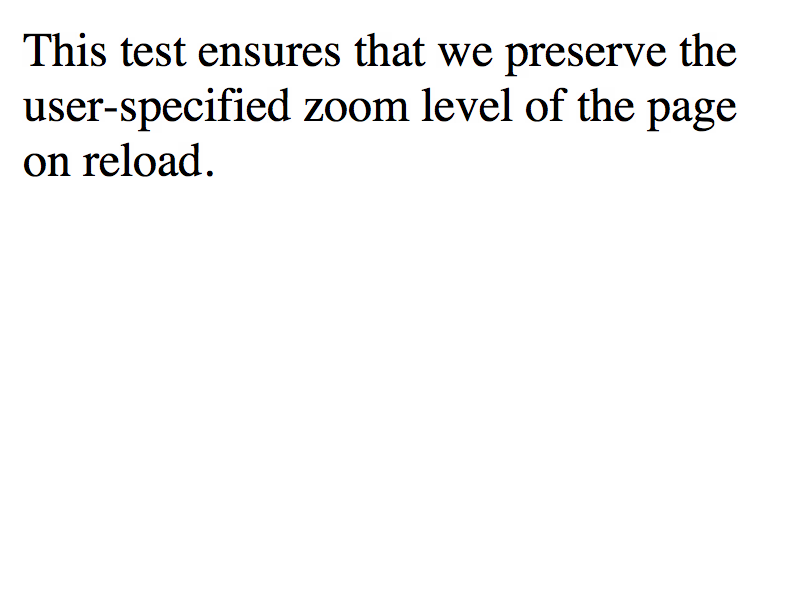 This test ensures that we preserve the
user-specified zoom level of the page
on reload.